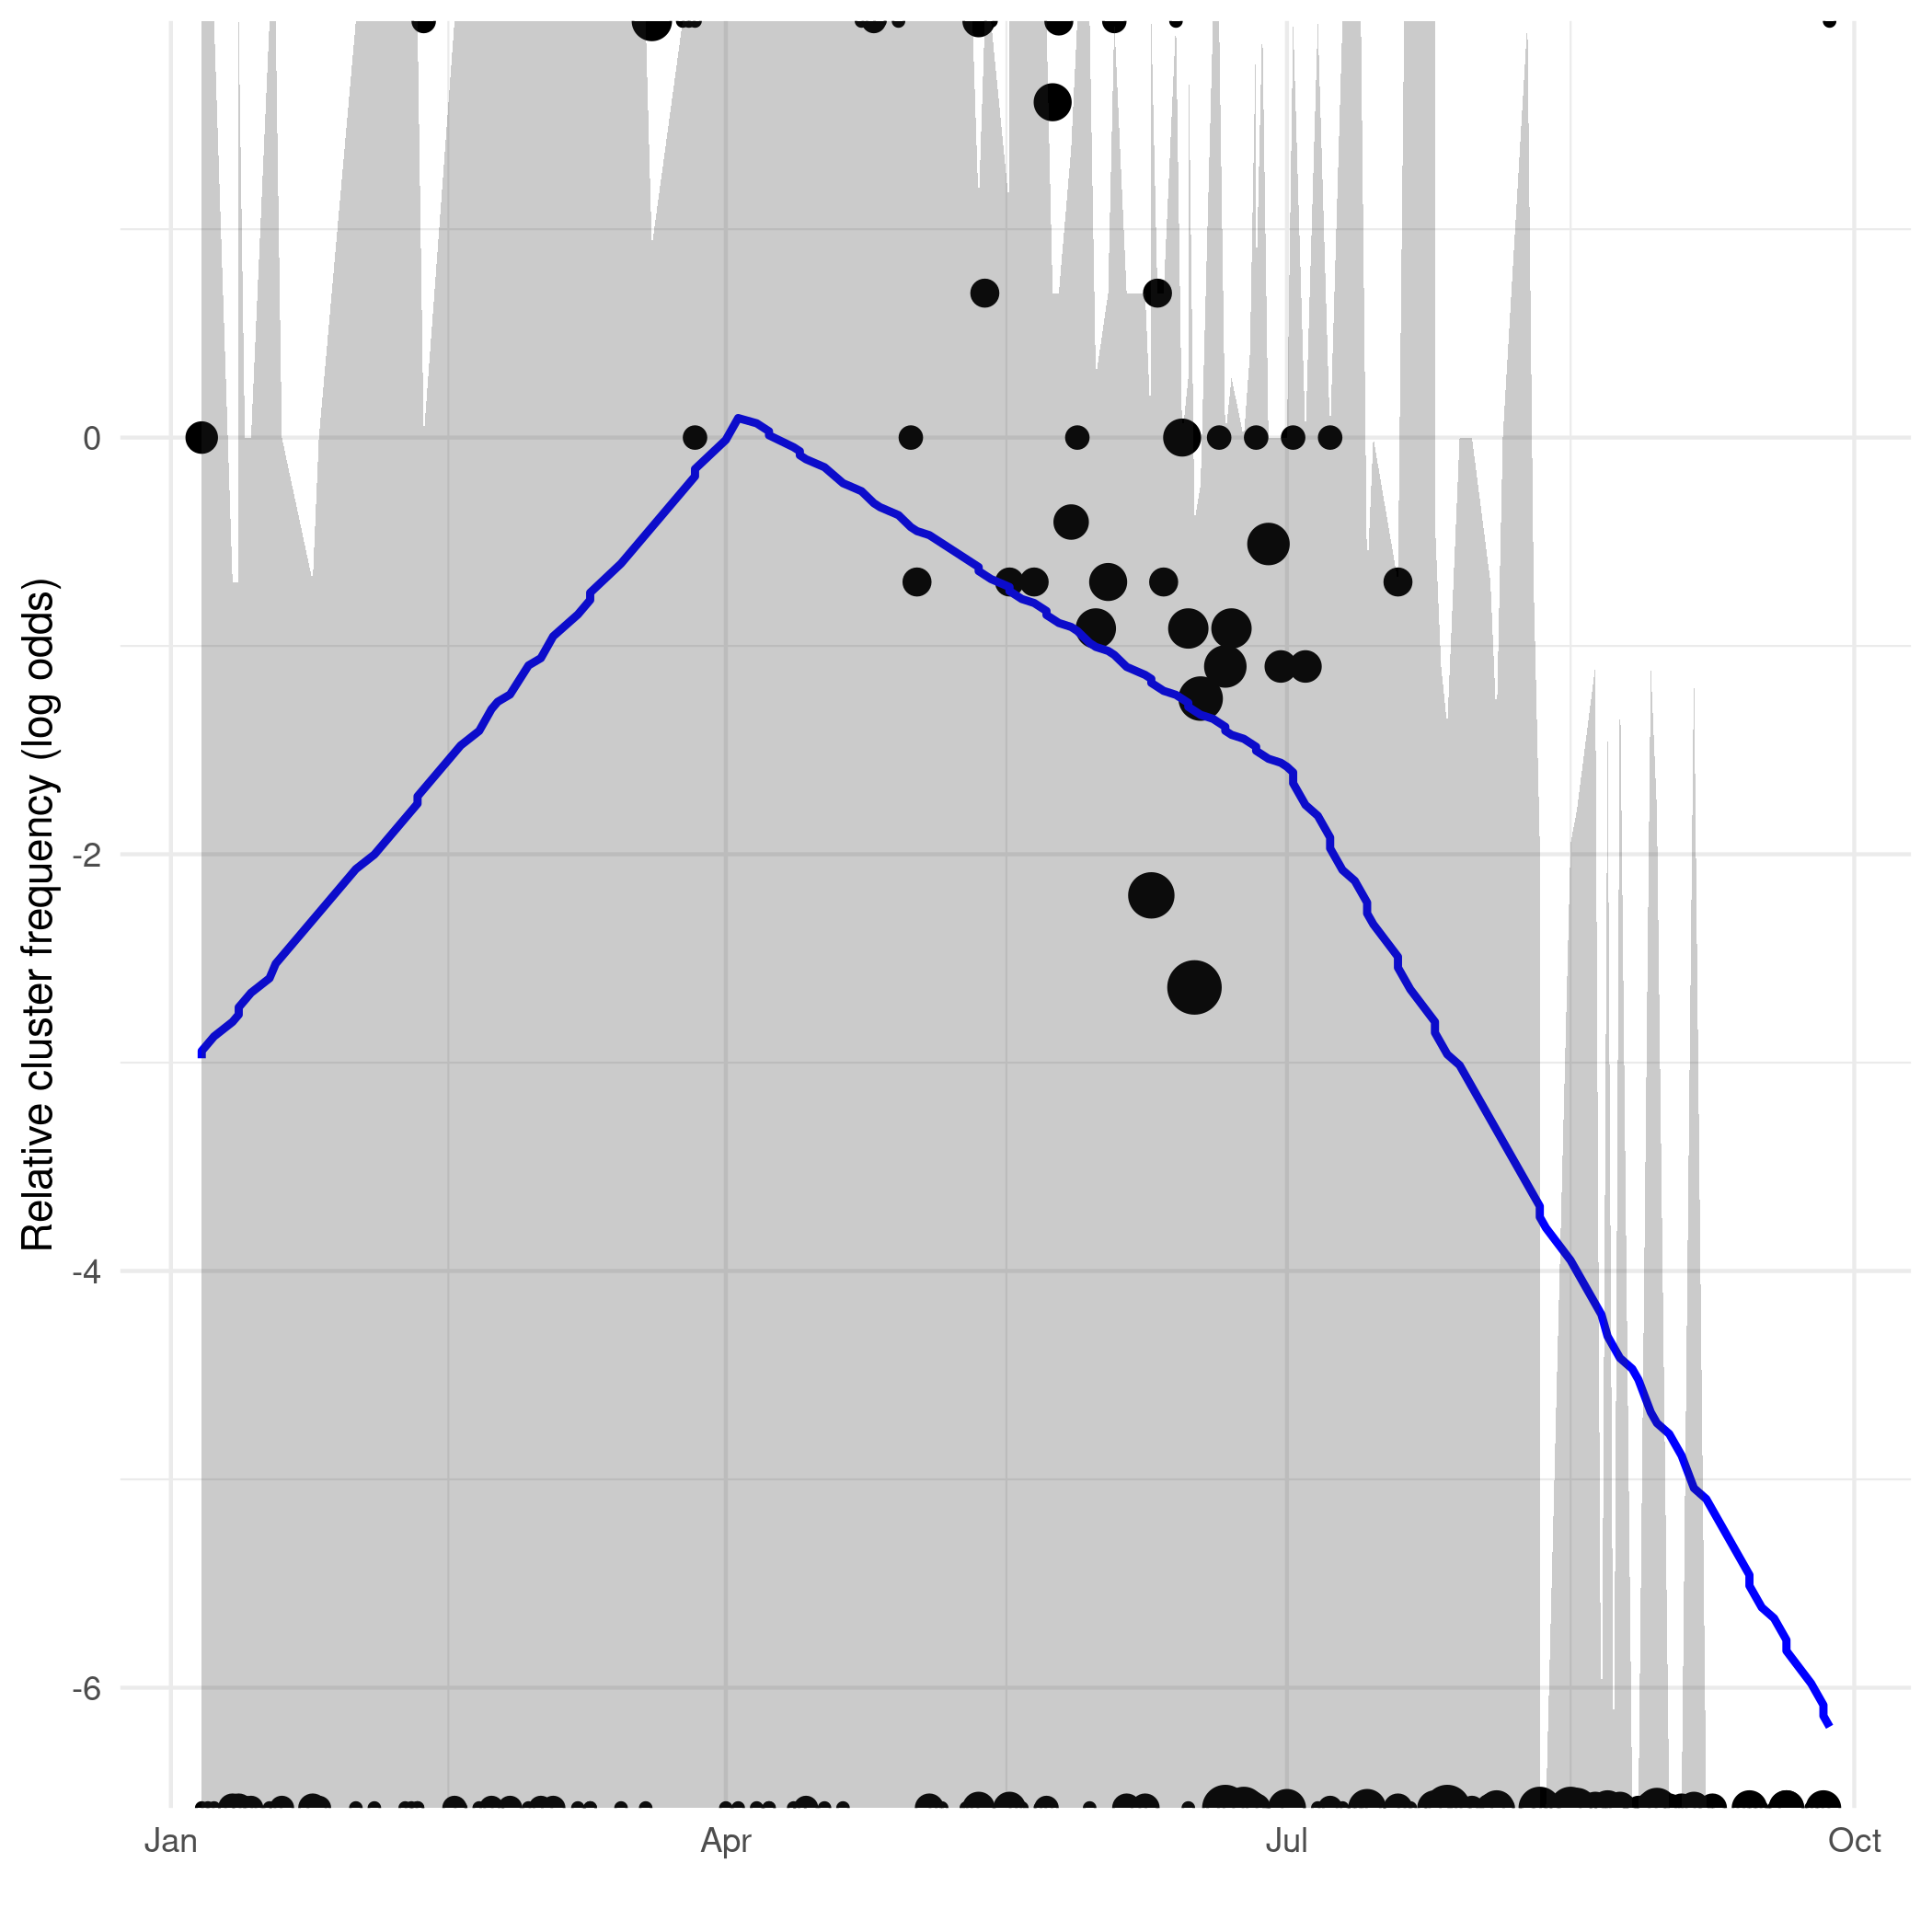 Relative cluster frequency (log odds)
0
-2
-4
-6
Jan
Apr
Jul
Oct